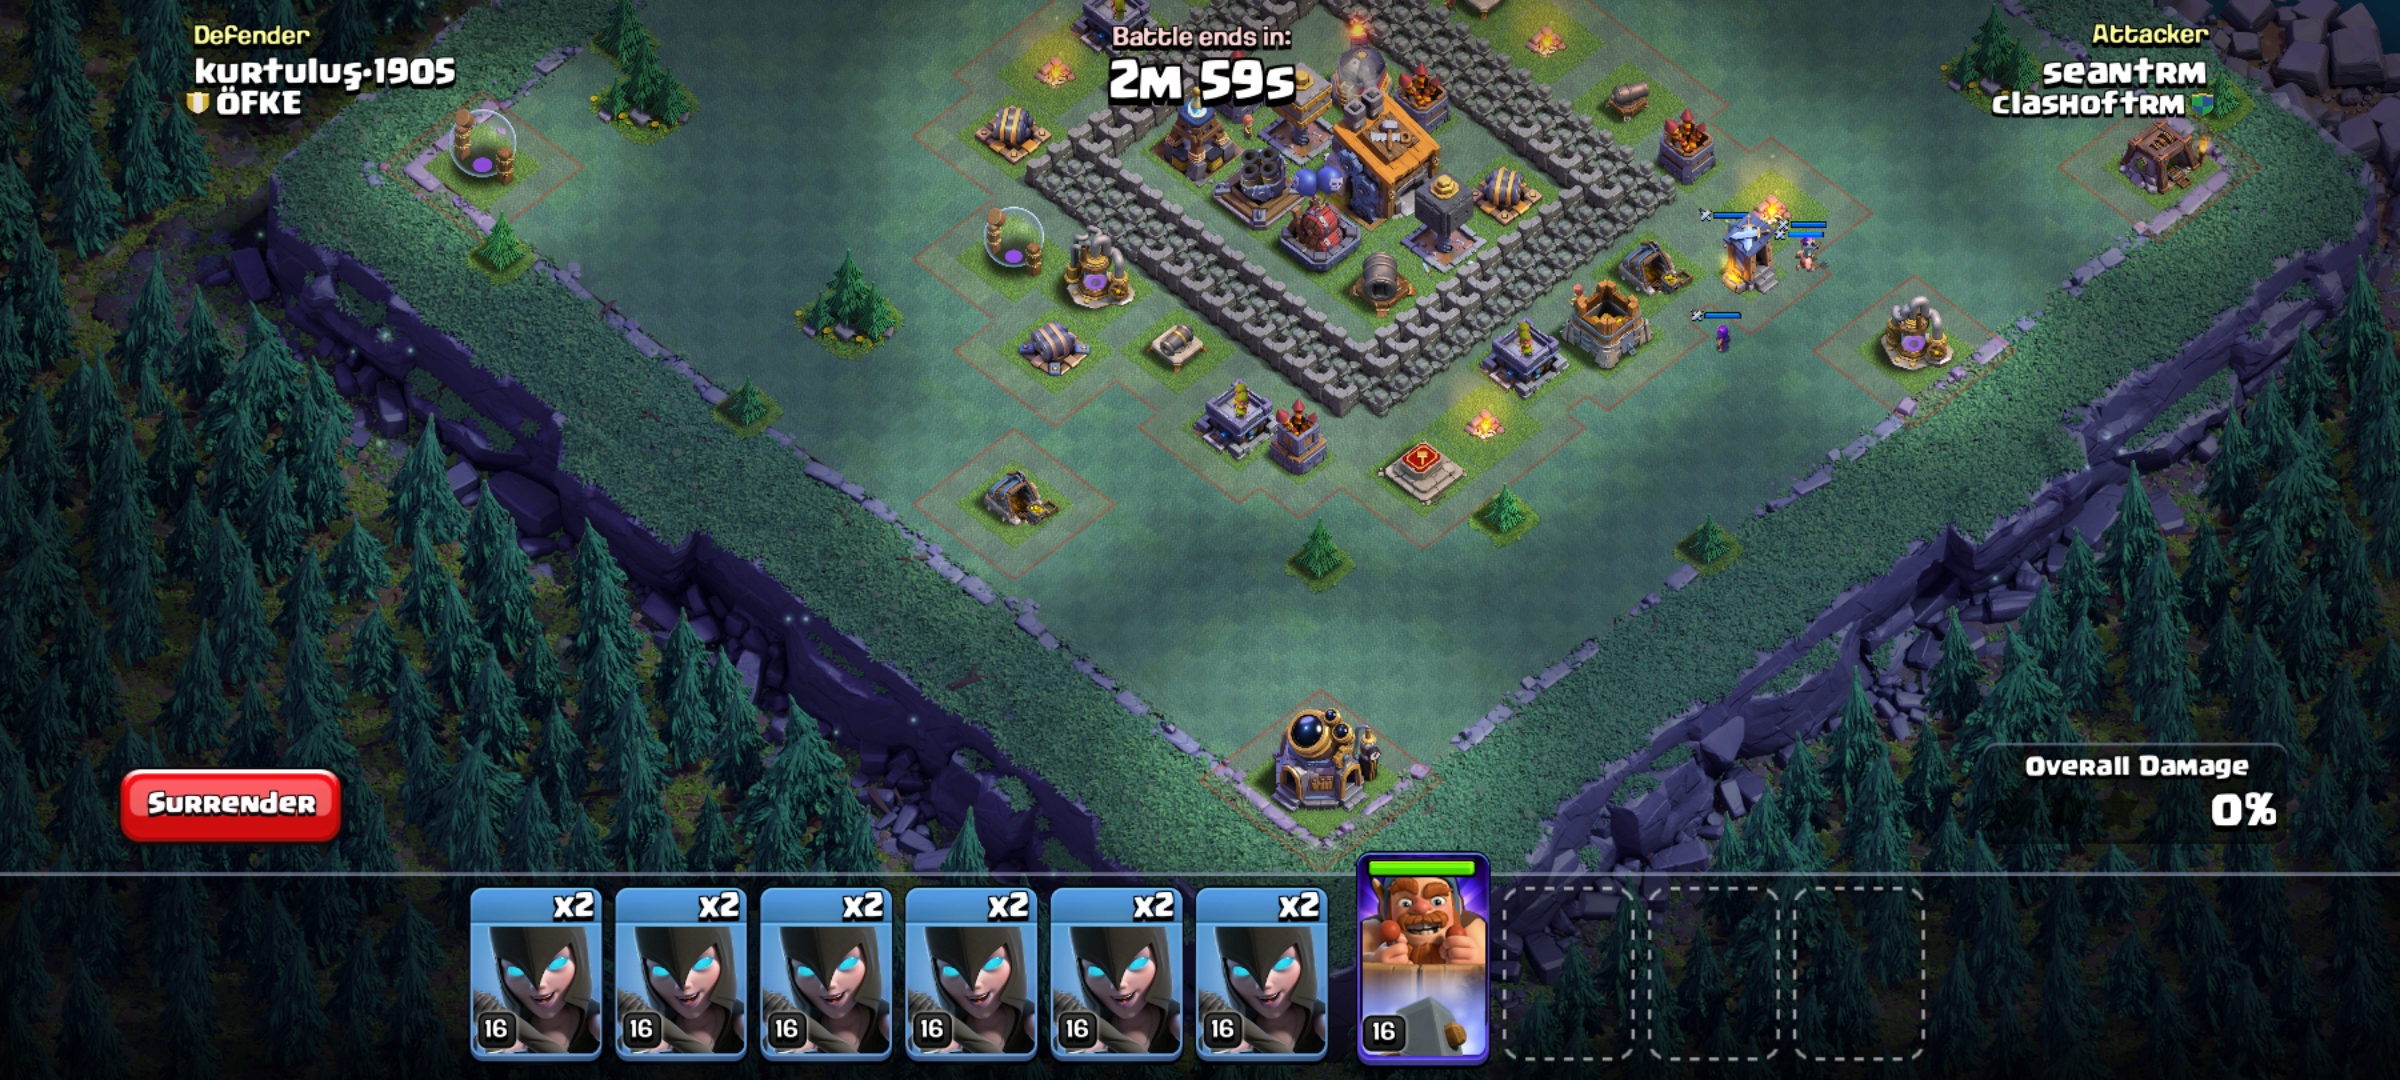 Defender
kurtuluş•1905
ÖFKE
Battle ends in:
2M 59s
Attacker
seantrm
clashoftrm
Surrender
Overall Damage
0%
x2
x2
x2
x2
x2
x2
16
16
16
16
16
16
16